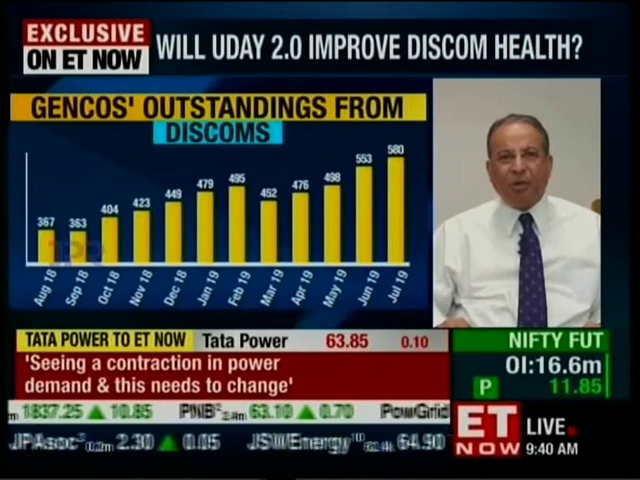 EXCLUSIVE
ON ET NOW
WILL UDAY 2.0 IMPROVE DISCOM HEALTH?
GENCOS' OUTSTANDINGS FROM
DISCOMS
367 363 404 423 449 479 495 452 476 498 553 580
Aug 18 Sep 18 Oct 18 Nov 18 Dec 18 Jan 19 Feb 19 Mar 19 Apr 19 May 19 Jun 19 Jul 19
TATA POWER TO ET NOW Tata Power 63.85 0.10
'Seeing a contraction in power
demand & this needs to change'
NIFTY FUT
OI:16.6m
P 11.85
m 1837.25 ▲ 10.85 PNB 63.10 ▲ 0.70 PowGrid
JPAsoc 0.2m 2.30 ▲ 0.05 JSWEnergy 64.90
ET
NOW
LIVE
9:40 AM